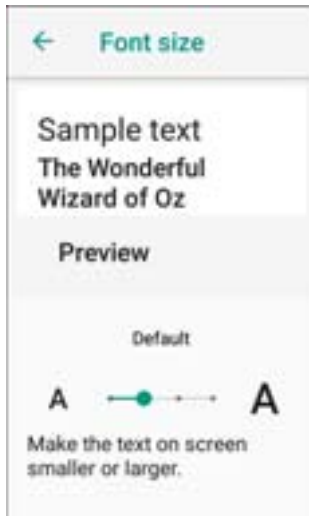 Font size
Sample text
The Wonderful
Wizard of Oz
Preview
Default
A A
Make the text on screen
smaller or larger.